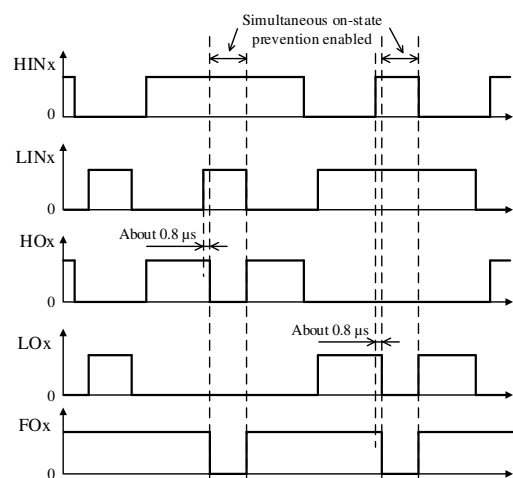 Simultaneous on-state
prevention enabled
HINx
0
LINx
0
About 0.8 µs
HOx
0
About 0.8 µs
LOx
0
FOx
0